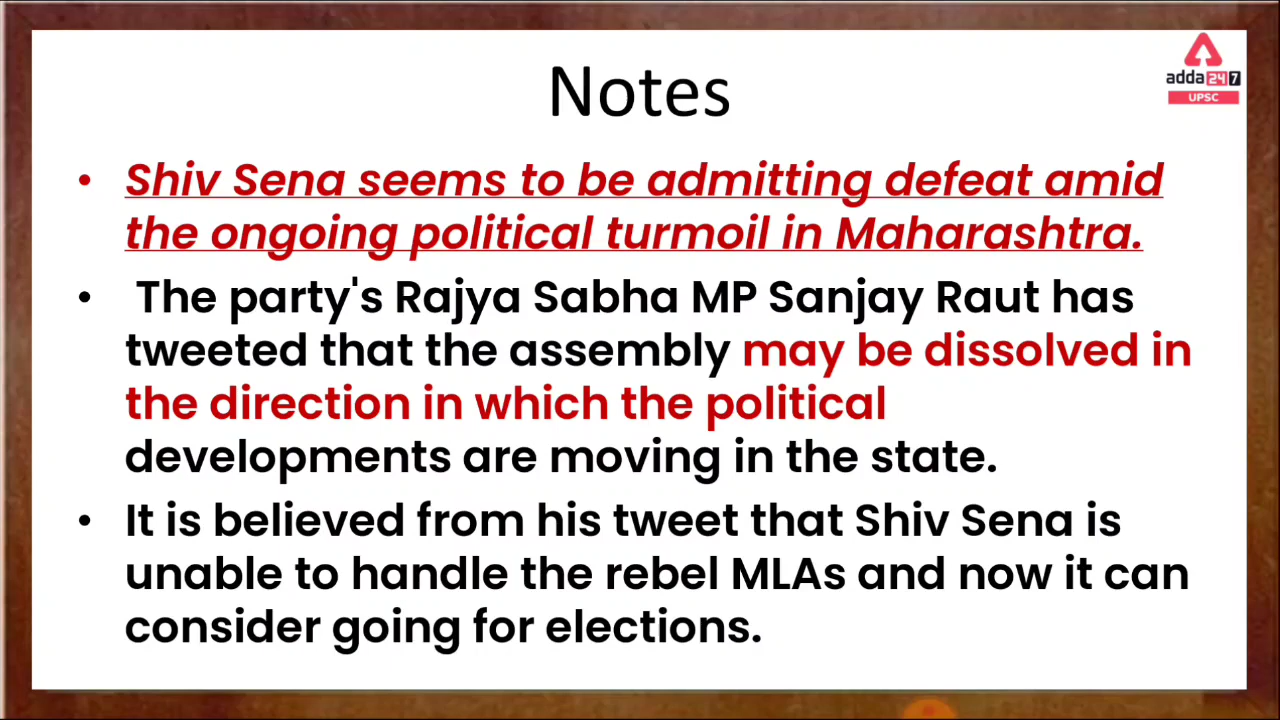 adda247
UPSC
Notes
• Shiv Sena seems to be admitting defeat amid
the ongoing political turmoil in Maharashtra.
• The party's Rajya Sabha MP Sanjay Raut has
tweeted that the assembly may be dissolved in
the direction in which the political
developments are moving in the state.
• It is believed from his tweet that Shiv Sena is
unable to handle the rebel MLAs and now it can
consider going for elections.